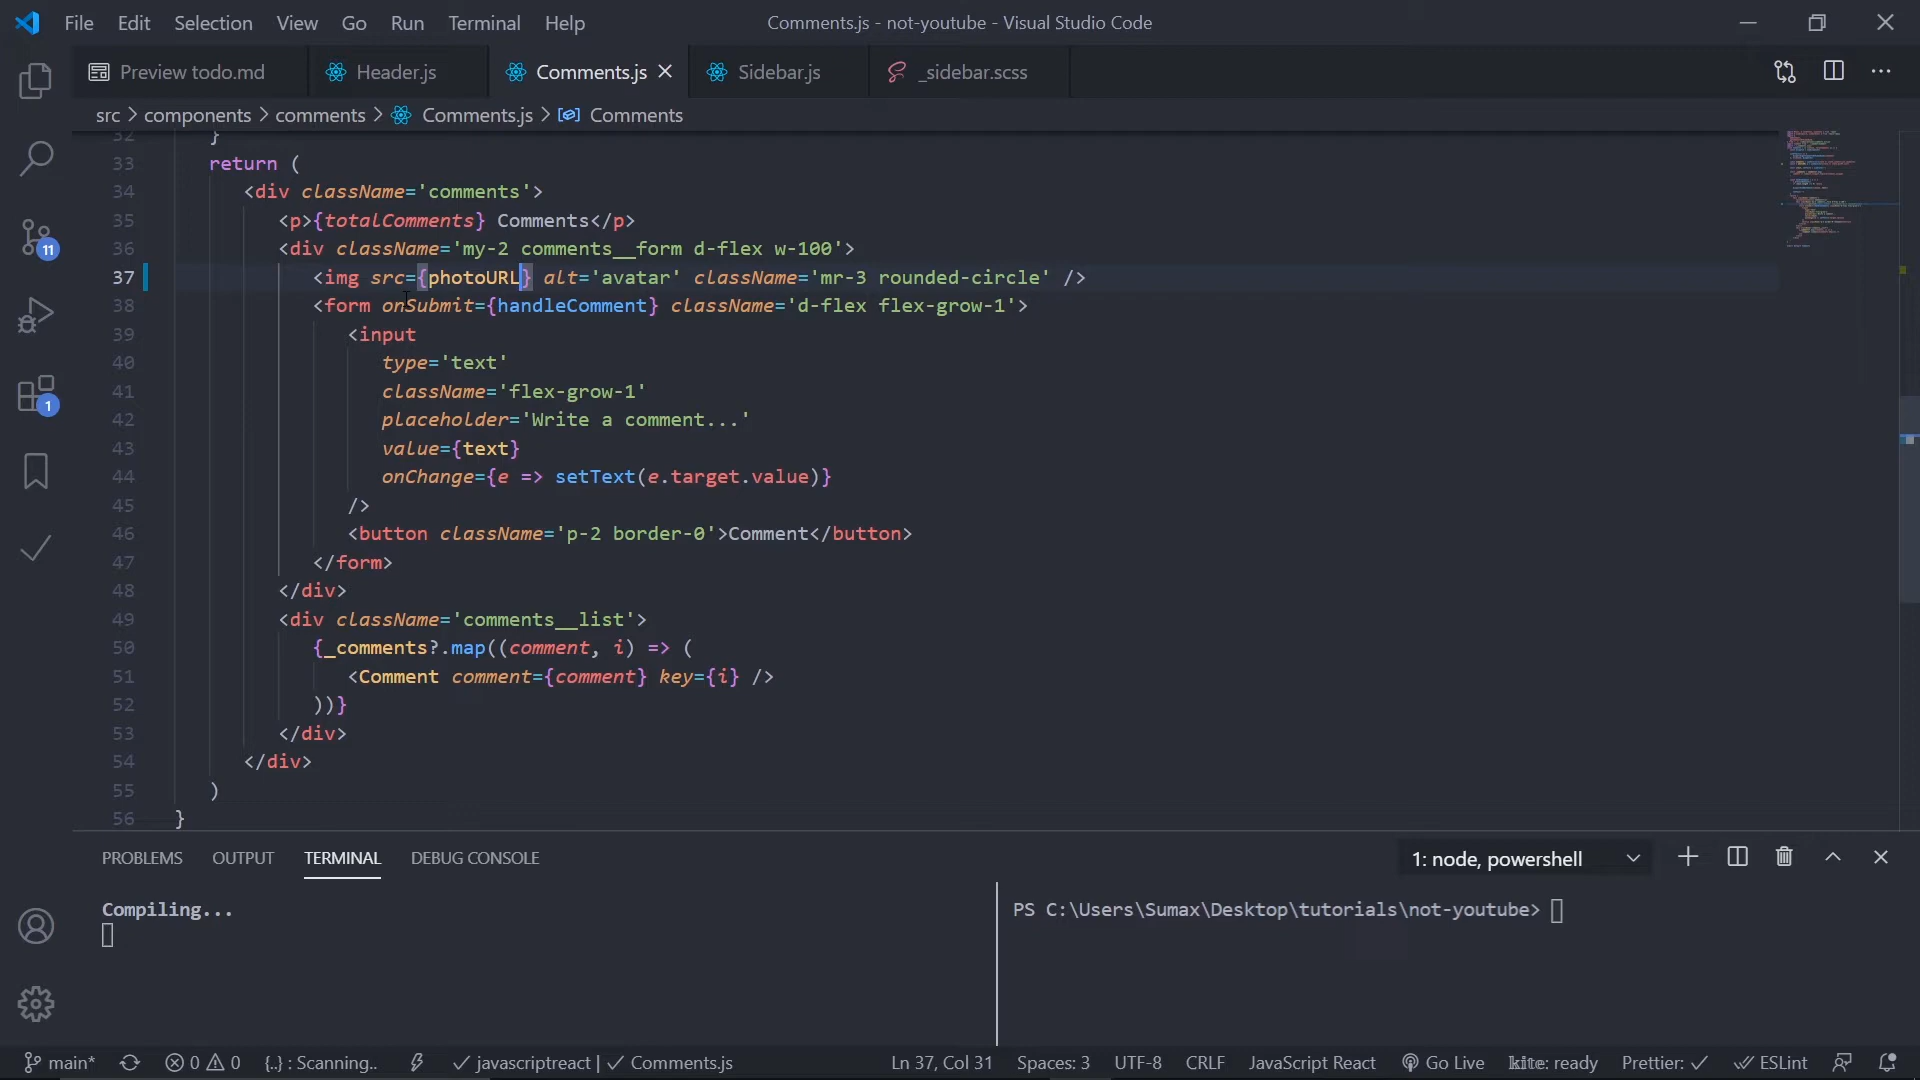 File Edit Selection View Go Run Terminal Help Comments.js - not-youtube - Visual Studio Code
Preview todo.md Header.js Comments.js Sidebar.js _sidebar.scss
src > components > comments > Comments.js > Comments
32 }
33 return (
34 <div className='comments'>
35 <p>{totalComments} Comments</p>
36 <div className='my-2 comments__form d-flex w-100'>
37 <img src={photoURL} alt='avatar' className='mr-3 rounded-circle' />
38 <form onSubmit={handleComment} className='d-flex flex-grow-1'>
39 <input
40 type='text'
41 className='flex-grow-1'
42 placeholder='Write a comment...'
43 value={text}
44 onChange={e => setText(e.target.value)}
45 />
46 <button className='p-2 border-0'>Comment</button>
47 </form>
48 </div>
49 <div className='comments__list'>
50 {_comments?.map((comment, i) => (
51 <Comment comment={comment} key={i} />
52 ))}
53 </div>
54 </div>
55 )
56 }
11
1
PROBLEMS OUTPUT TERMINAL DEBUG CONSOLE 1: node, powershell
Compiling...
PS C:\Users\Sumax\Desktop\tutorials\not-youtube>
main* 0 0 {..} : Scanning.. javascriptreact | Comments.js Ln 37, Col 31 Spaces: 3 UTF-8 CRLF JavaScript React Go Live kite: ready Prettier: ESLint